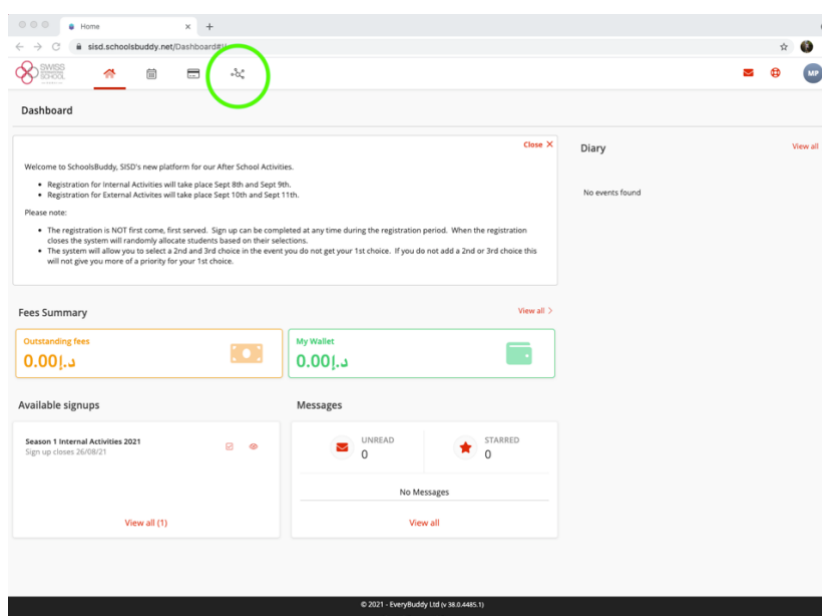 Home
sisd.schoolsbuddy.net/Dashboard#!/
SWISS
SCHOOL
MP
Dashboard
Close X
Welcome to SchoolsBuddy, SISD's new platform for our After School Activities.
Registration for Internal Activities will take place Sept 8th and Sept 9th.
Registration for External Activites will take place Sept 10th and Sept 11th.
Please note:
The registration is NOT first come, first served. Sign up can be completed at any time during the registration period. When the registration
closes the system will randomly allocate students based on their selections.
The system will allow you to select a 2nd and 3rd choice in the event you do not get your 1st choice. If you do not add a 2nd or 3rd choice this
will not give you more of a priority for your 1st choice.
Diary
View all
No events found
Fees Summary
View all >
Outstanding fees
د.إ0.00
My Wallet
د.إ0.00
Available signups
Season 1 Internal Activities 2021
Sign up closes 26/08/21
View all (1)
Messages
UNREAD
0
STARRED
0
No Messages
View all
© 2021 - EveryBuddy Ltd (v 38.0.4485.1)